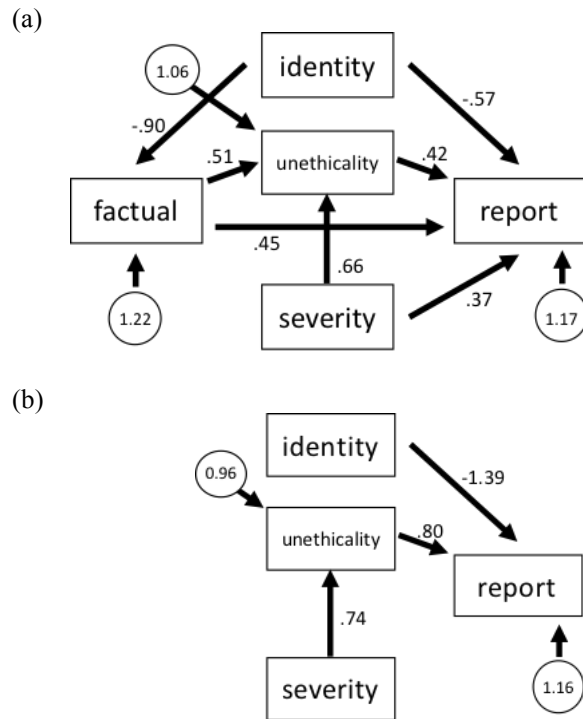 (a)
identity
1.06
-.90
-.57
.51
unethicality
.42
factual
report
.45
.66
.37
1.22
severity
1.17
(b)
identity
0.96
-1.39
unethicality
.80
report
.74
severity
1.16